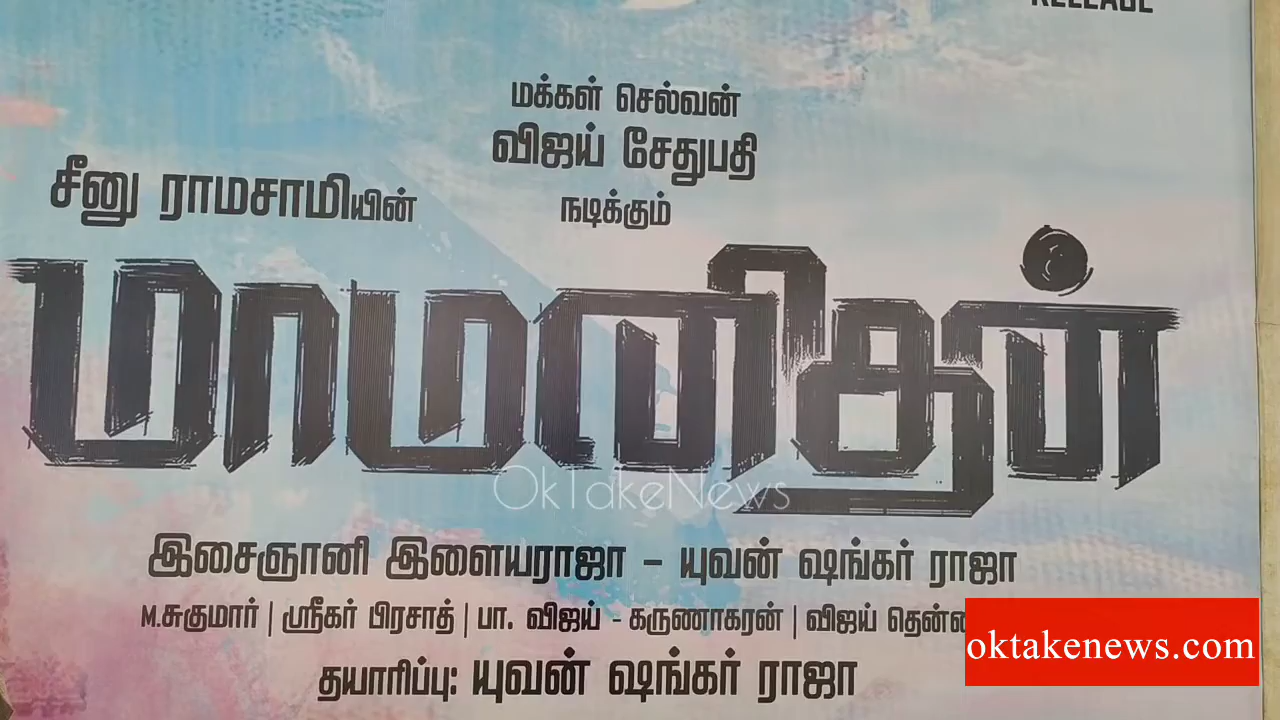 RELEASE
மக்கள் செல்வன்
விஜய் சேதுபதி
சீனு ராமசாமியின்
நடிக்கும்
மாமனிதன்
OkTakeNews
இசைஞானி இளையராஜா – யுவன் ஷங்கர் ராஜா
M.சுகுமார் | ஸ்ரீகர் பிரசாத் | பா. விஜய் - கருணாகரன் | விஜய்
oktakenews.com
தயாரிப்பு: யுவன் ஷங்கர் ராஜா